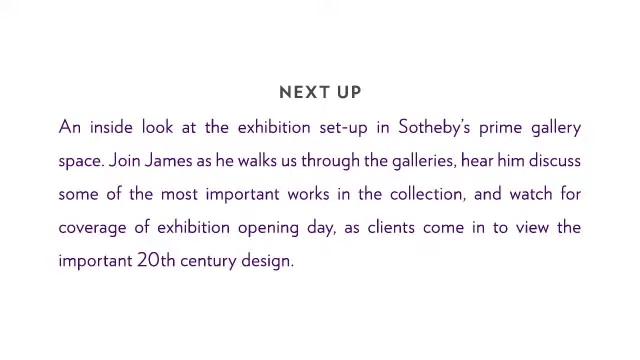 NEXT UP
An inside look at the exhibition set-up in Sotheby's prime gallery
space. Join James as he walks us through the galleries, hear him discuss
some of the most important works in the collection, and watch for
coverage of exhibition opening day, as clients come in to view the
important 20th century design.